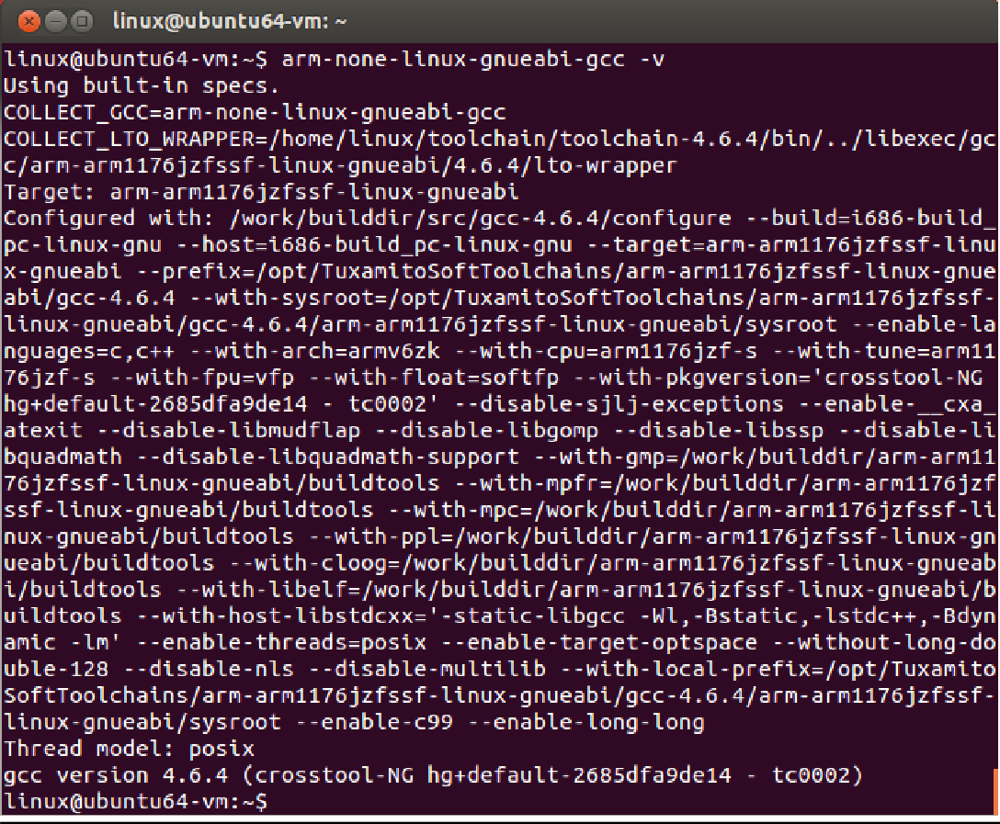 linux@ubuntu64-vm: ~
linux@ubuntu64-vm:~$ arm-none-linux-gnueabi-gcc -v
Using built-in specs.
COLLECT_GCC=arm-none-linux-gnueabi-gcc
COLLECT_LTO_WRAPPER=/home/linux/toolchain/toolchain-4.6.4/bin/../libexec/gc
c/arm-arm1176jzfssf-linux-gnueabi/4.6.4/lto-wrapper
Target: arm-arm1176jzfssf-linux-gnueabi
Configured with: /work/builddir/src/gcc-4.6.4/configure --build=i686-build_
pc-linux-gnu --host=i686-build_pc-linux-gnu --target=arm-arm1176jzfssf-linu
x-gnueabi --prefix=/opt/TuxamitoSoftToolchains/arm-arm1176jzfssf-linux-gnue
abi/gcc-4.6.4 --with-sysroot=/opt/TuxamitoSoftToolchains/arm-arm1176jzfssf-
linux-gnueabi/gcc-4.6.4/arm-arm1176jzfssf-linux-gnueabi/sysroot --enable-la
nguages=c,c++ --with-arch=armv6zk --with-cpu=arm1176jzf-s --with-tune=arm11
76jzf-s --with-fpu=vfp --with-float=softfp --with-pkgversion='crosstool-NG
hg+default-2685dfa9de14 - tc0002' --disable-sjlj-exceptions --enable-__cxa_
atexit --disable-libmudflap --disable-libgomp --disable-libssp --disable-li
bquadmath --disable-libquadmath-support --with-gmp=/work/builddir/arm-arm11
76jzfssf-linux-gnueabi/buildtools --with-mpfr=/work/builddir/arm-arm1176jzf
ssf-linux-gnueabi/buildtools --with-mpc=/work/builddir/arm-arm1176jzfssf-li
nux-gnueabi/buildtools --with-ppl=/work/builddir/arm-arm1176jzfssf-linux-gn
ueabi/buildtools --with-cloog=/work/builddir/arm-arm1176jzfssf-linux-gnueab
i/buildtools --with-libelf=/work/builddir/arm-arm1176jzfssf-linux-gnueabi/b
uildtools --with-host-libstdcxx='-static-libgcc -Wl,-Bstatic,-lstdc++,-Bdyn
amic -lm' --enable-threads=posix --enable-target-optspace --without-long-do
uble-128 --disable-nls --disable-multilib --with-local-prefix=/opt/Tuxamito
SoftToolchains/arm-arm1176jzfssf-linux-gnueabi/gcc-4.6.4/arm-arm1176jzfssf-
linux-gnueabi/sysroot --enable-c99 --enable-long-long
Thread model: posix
gcc version 4.6.4 (crosstool-NG hg+default-2685dfa9de14 - tc0002)
linux@ubuntu64-vm:~$